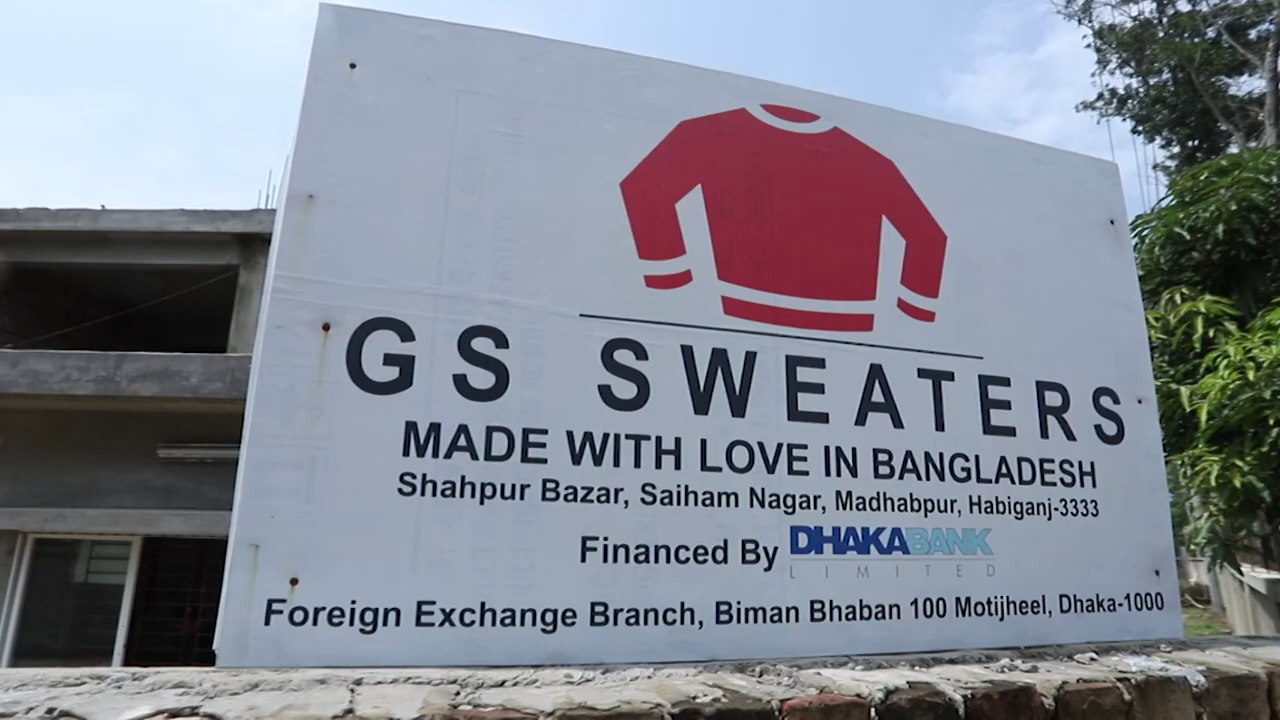 GS SWEATERS
MADE WITH LOVE IN BANGLADESH
Shahpur Bazar, Saiham Nagar, Madhabpur, Habiganj-3333
Financed By DHAKABANK
LIMITED
Foreign Exchange Branch, Biman Bhaban 100 Motijheel, Dhaka-1000